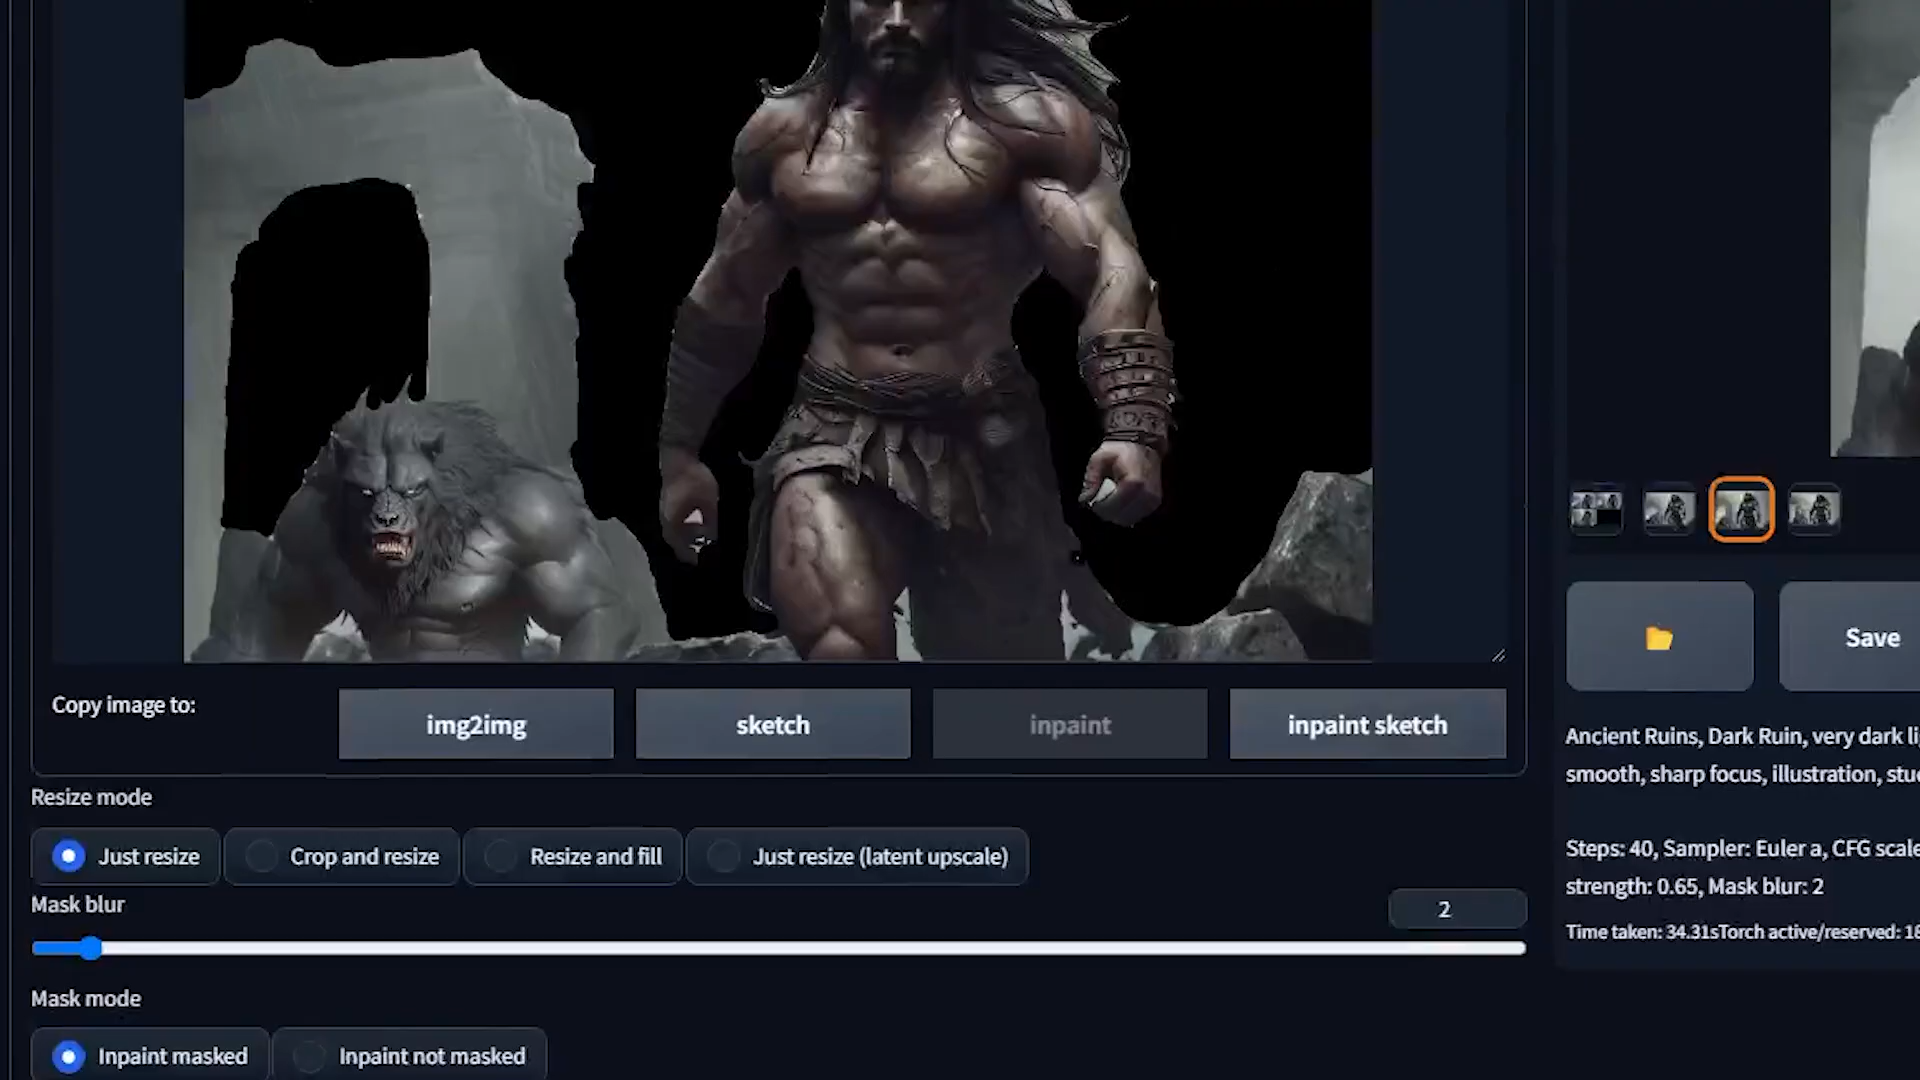 Copy image to:
img2img
sketch
inpaint
inpaint sketch
Resize mode
Just resize
Crop and resize
Resize and fill
Just resize (latent upscale)
Mask blur
2
Mask mode
Inpaint masked
Inpaint not masked
Save
Ancient Ruins, Dark Ruin, very dark
smooth, sharp focus, illustration,
Steps: 40, Sampler: Euler a, CFG scale
strength: 0.65, Mask blur: 2
Time taken: 34.31sTorch active/reserved: 18